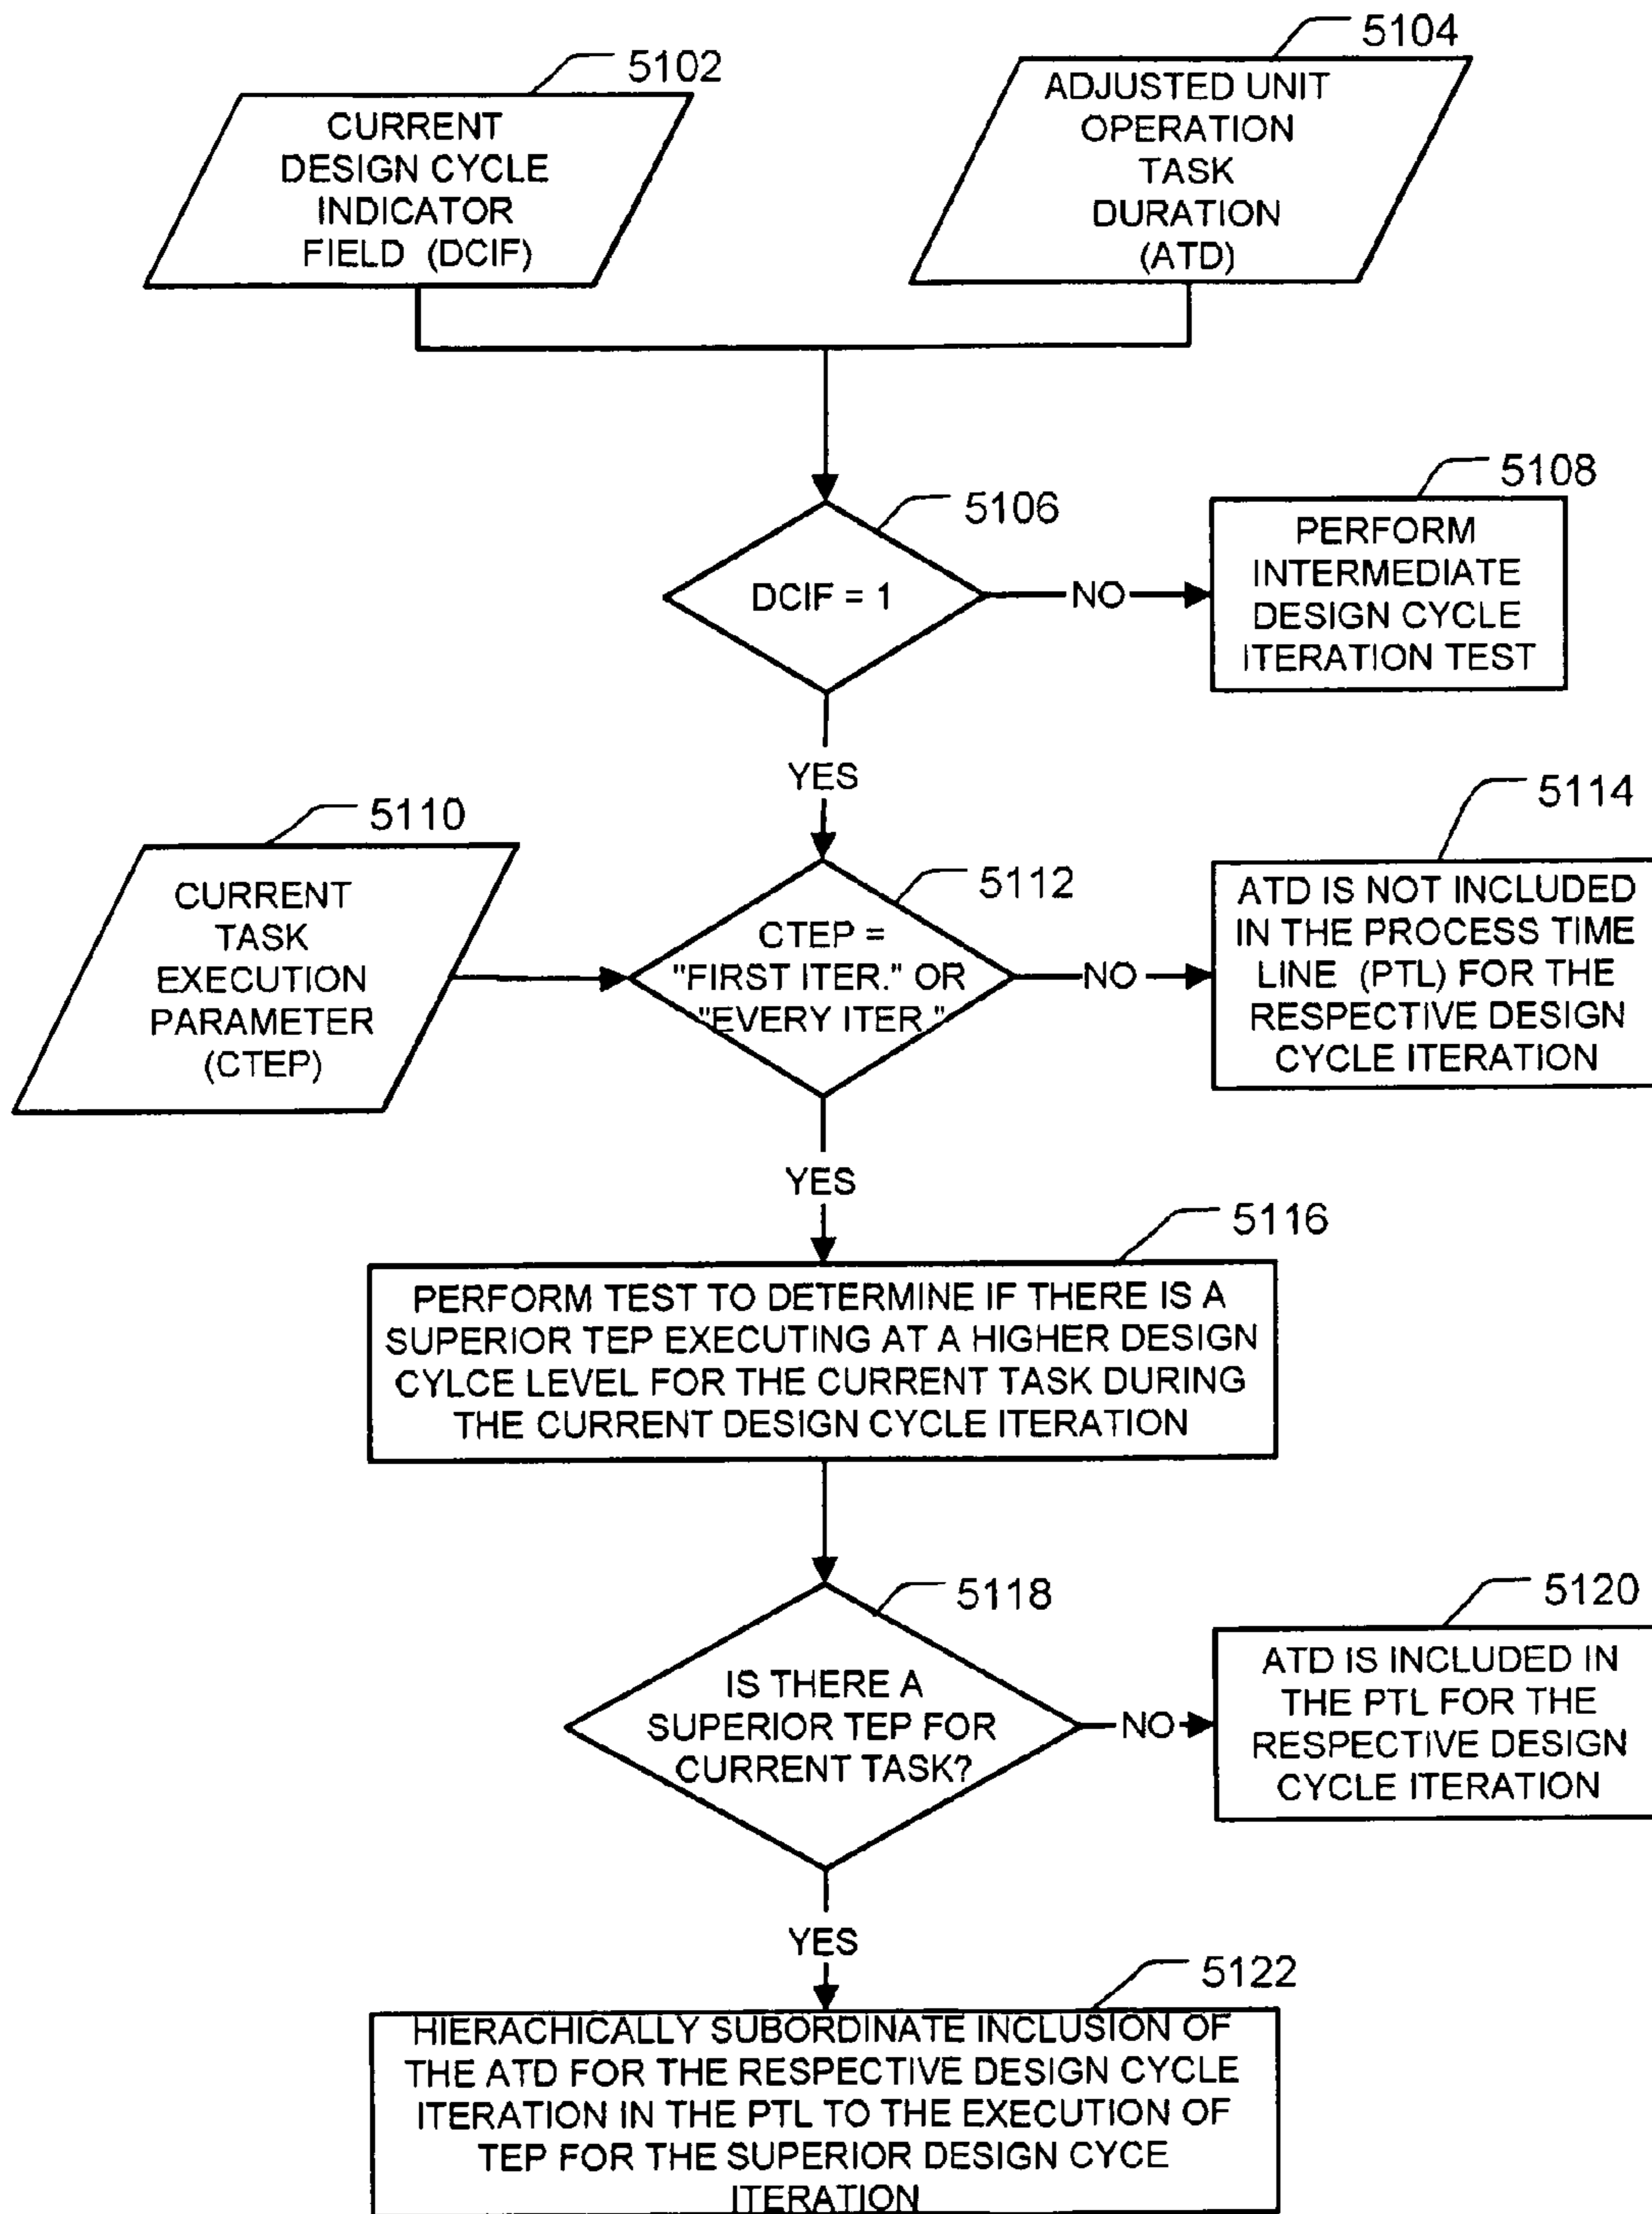 5102
CURRENT
DESIGN CYCLE
INDICATOR
FIELD (DCIF)
5104
ADJUSTED UNIT
OPERATION
TASK
DURATION
(ATD)
5106
DCIF = 1
NO
5108
PERFORM
INTERMEDIATE
DESIGN CYCLE
ITERATION TEST
YES
5110
CURRENT
TASK
EXECUTION
PARAMETER
(CTEP)
5112
CTEP =
"FIRST ITER." OR
"EVERY ITER."
NO
5114
ATD IS NOT INCLUDED
IN THE PROCESS TIME
LINE (PTL) FOR THE
RESPECTIVE DESIGN
CYCLE ITERATION
YES
5116
PERFORM TEST TO DETERMINE IF THERE IS A
SUPERIOR TEP EXECUTING AT A HIGHER DESIGN
CYLCE LEVEL FOR THE CURRENT TASK DURING
THE CURRENT DESIGN CYCLE ITERATION
5118
IS THERE A
SUPERIOR TEP FOR
CURRENT TASK?
NO
5120
ATD IS INCLUDED IN
THE PTL FOR THE
RESPECTIVE DESIGN
CYCLE ITERATION
YES
5122
HIERACHICALLY SUBORDINATE INCLUSION OF
THE ATD FOR THE RESPECTIVE DESIGN CYCLE
ITERATION IN THE PTL TO THE EXECUTION OF
TEP FOR THE SUPERIOR DESIGN CYCE
ITERATION